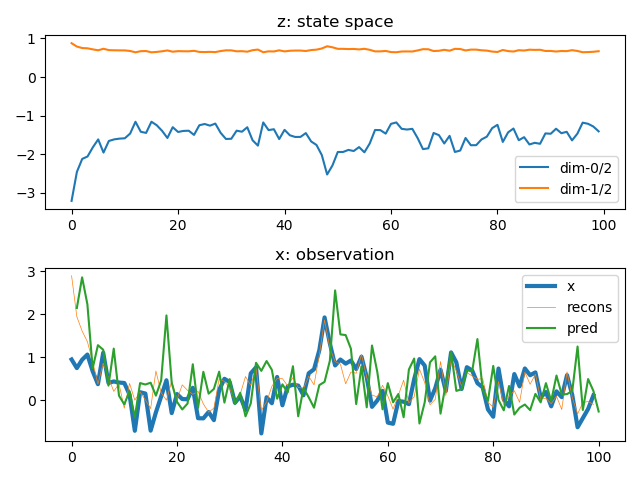 z: state space
1
0
−1
−2
−3
dim-0/2
dim-1/2
0 20 40 60 80 100
x: observation
3
2
1
0
x
recons
pred
0 20 40 60 80 100